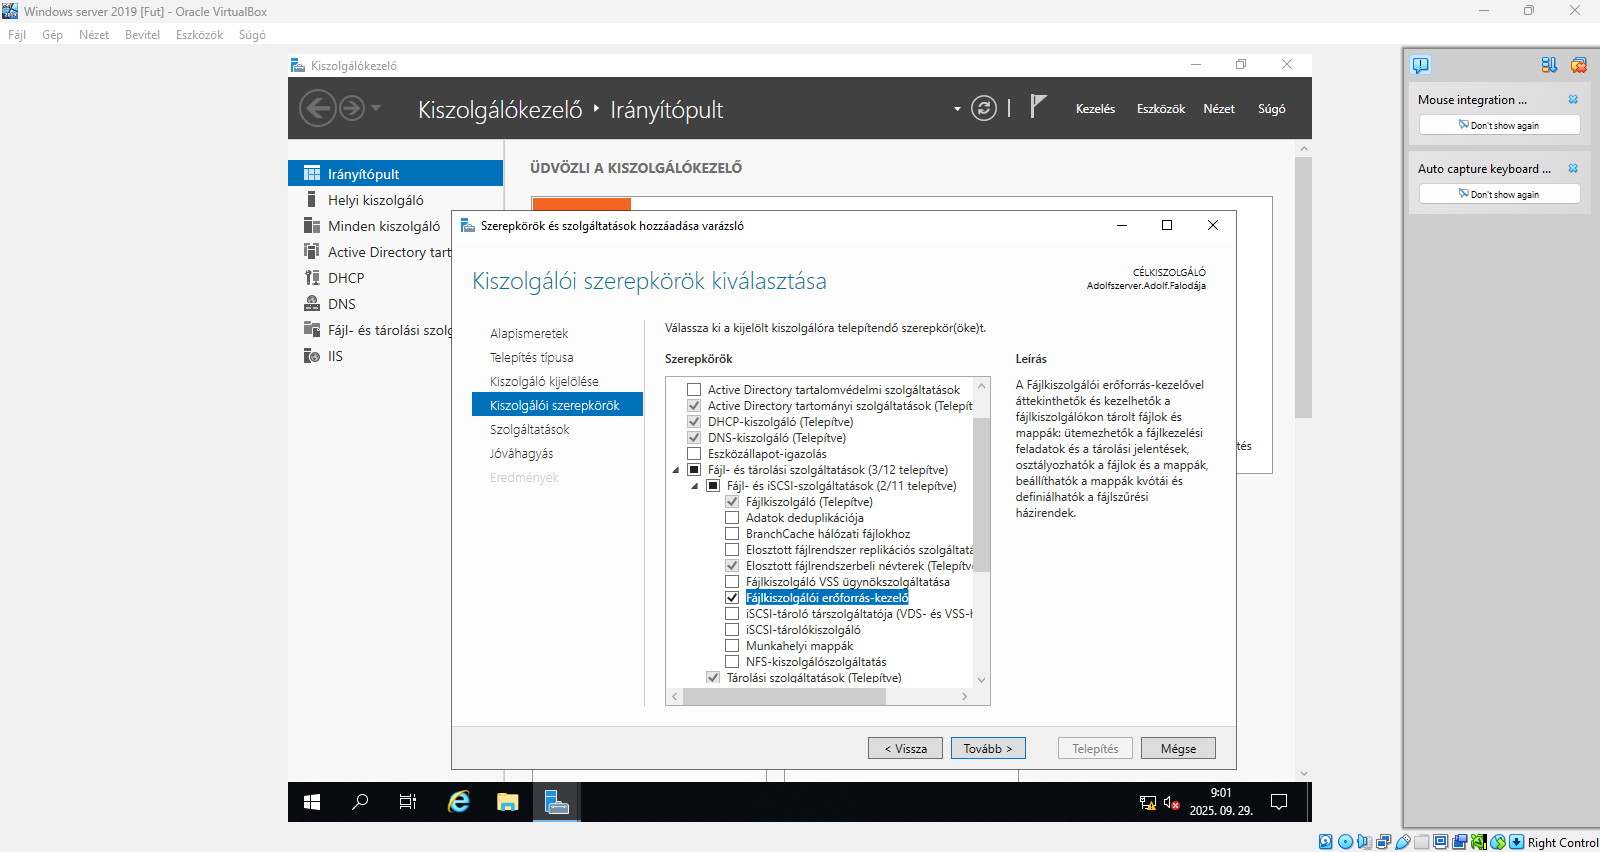 Windows server 2019 [Fut] - Oracle VirtualBox
Fájl Gép Nézet Bevitel Eszközök Súgó
Kiszolgálókezelő
Kiszolgálókezelő ‣ Irányítópult
Kezelés Eszközök Nézet Súgó
Irányítópult
Helyi kiszolgáló
Minden kiszolgáló
Active Directory tart
DHCP
DNS
Fájl- és tárolási szolg
IIS
ÜDVÖZLI A KISZOLGÁLÓKEZELŐ
tés
Szerepkörök és szolgáltatások hozzáadása varázsló
Kiszolgálói szerepkörök kiválasztása
CÉLKISZOLGÁLÓ
Adolfszerver.Adolf.Falodája
Alapismeretek
Telepítés típusa
Kiszolgáló kijelölése
Kiszolgálói szerepkörök
Szolgáltatások
Jóváhagyás
Eredmények
Válassza ki a kijelölt kiszolgálóra telepítendő szerepkör(öke)t.
Szerepkörök
Active Directory tartalomvédelmi szolgáltatások
Active Directory tartományi szolgáltatások (Telepít
DHCP-kiszolgáló (Telepítve)
DNS-kiszolgáló (Telepítve)
Eszközállapot-igazolás
Fájl- és tárolási szolgáltatások (3/12 telepítve)
Fájl- és iSCSI-szolgáltatások (2/11 telepítve)
Fájlkiszolgáló (Telepítve)
Adatok deduplikációja
BranchCache hálózati fájlokhoz
Elosztott fájlrendszer replikációs szolgáltatá
Elosztott fájlrendszerbeli névterek (Telepítv
Fájlkiszolgáló VSS ügynökszolgáltatása
Fájlkiszolgálói erőforrás-kezelő
iSCSI-tároló társzolgáltatója (VDS- és VSS-h
iSCSI-tárolókiszolgáló
Munkahelyi mappák
NFS-kiszolgálószolgáltatás
Tárolási szolgáltatások (Telepítve)
Leírás
A Fájlkiszolgálói erőforrás-kezelővel
áttekinthetők és kezelhetők a
fájlkiszolgálókon tárolt fájlok és
mappák: ütemezhetők a fájlkezelési
feladatok és a tárolási jelentések,
osztályozhatók a fájlok és a mappák,
beállíthatók a mappák kvótái és
definiálhatók a fájlszűrési
házirendek.
< Vissza Tovább > Telepítés Mégse
9:01
2025. 09. 29.
Mouse integration ...
Don't show again
Auto capture keyboard ...
Don't show again
Right Control